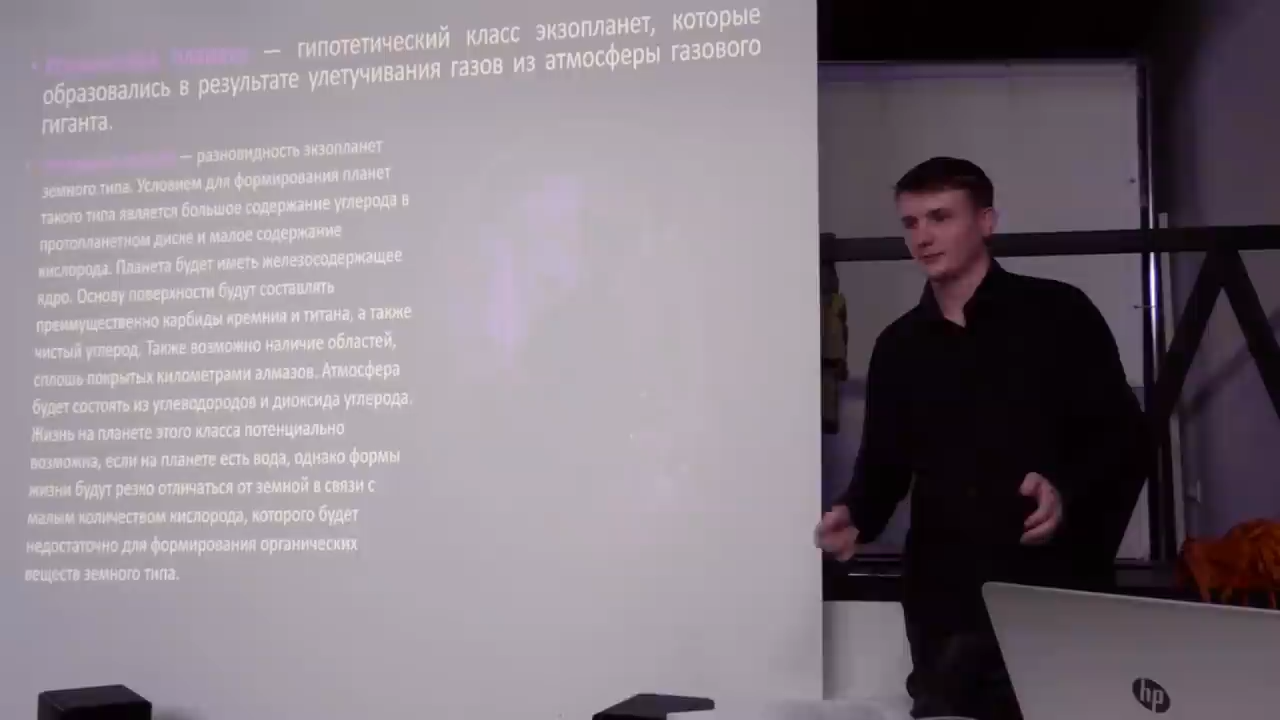 — гипотетический класс экзопланет, которые
образовались в результате улетучивания газов из атмосферы газового
гиганта.
— разновидность экзопланет
земного типа. Условием для формирования планет
такого типа является большое содержание углерода в
протопланетном диске и малое содержание
кислорода. Планета будет иметь железосодержащее
ядро. Основу поверхности будут составлять
преимущественно карбиды кремния и титана, а также
чистый углерод. Также возможно наличие областей,
сплошь покрытых километрами алмазов. Атмосфера
будет состоять из углеводородов и диоксида углерода.
Жизнь на планете этого класса потенциально
возможна, если на планете есть вода, однако формы
жизни будут резко отличаться от земной в связи с
малым количеством кислорода, которого будет
недостаточно для формирования органических
веществ земного типа.
hp